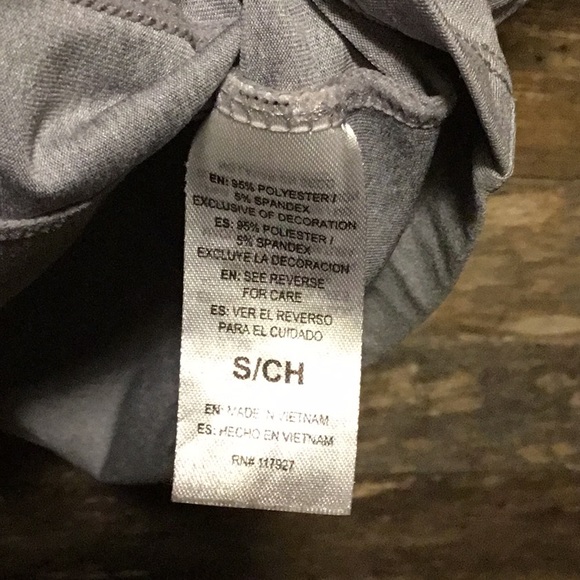 EN: 95% POLYESTER /
5% SPANDEX
EXCLUSIVE OF DECORATION
ES: 95% POLIESTER /
5% SPANDEX
EXCLUYE LA DECORACION
EN: SEE REVERSE
FOR CARE
ES: VER EL REVERSO
PARA EL CUIDADO
S/CH
EN: MADE IN VIETNAM
ES: HECHO EN VIETNAM
RN# 117927